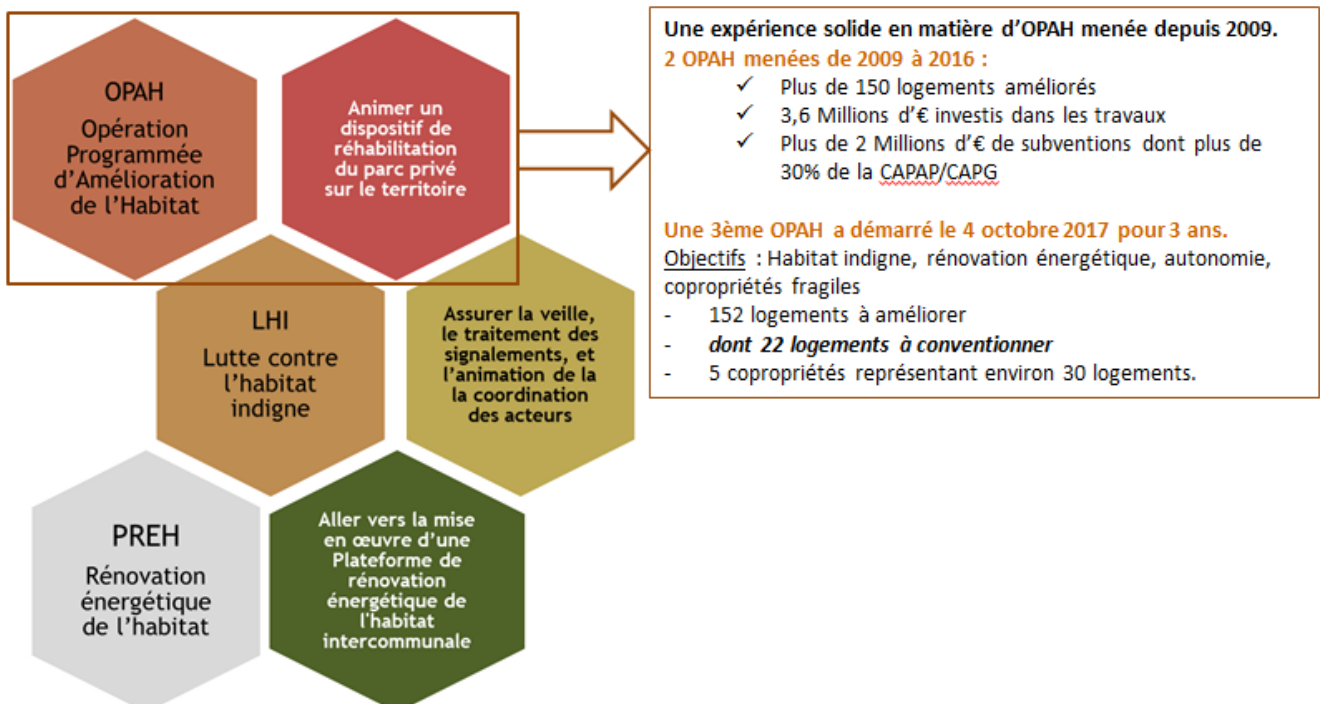 OPAH
Opération
Programmée
d'Amélioration
de l'Habitat
Animer un
dispositif de
réhabilitation
du parc privé
sur le territoire
Une expérience solide en matière d'OPAH menée depuis 2009.
2 OPAH menées de 2009 à 2016 :
✓ Plus de 150 logements améliorés
✓ 3,6 Millions d'€ investis dans les travaux
✓ Plus de 2 Millions d'€ de subventions dont plus de
30% de la CAPAP/CAPG
Une 3ème OPAH a démarré le 4 octobre 2017 pour 3 ans.
Objectifs : Habitat indigne, rénovation énergétique, autonomie,
copropriétés fragiles
- 152 logements à améliorer
- dont 22 logements à conventionner
- 5 copropriétés représentant environ 30 logements.
LHI
Lutte contre
l'habitat
indigne
Assurer la veille,
le traitement des
signalements, et
l'animation de la
la coordination
des acteurs
PREH
Rénovation
énergétique
de l'habitat
Aller vers la mise
en œuvre d'une
Plateforme de
rénovation
énergétique de
l'habitat
intercommunale